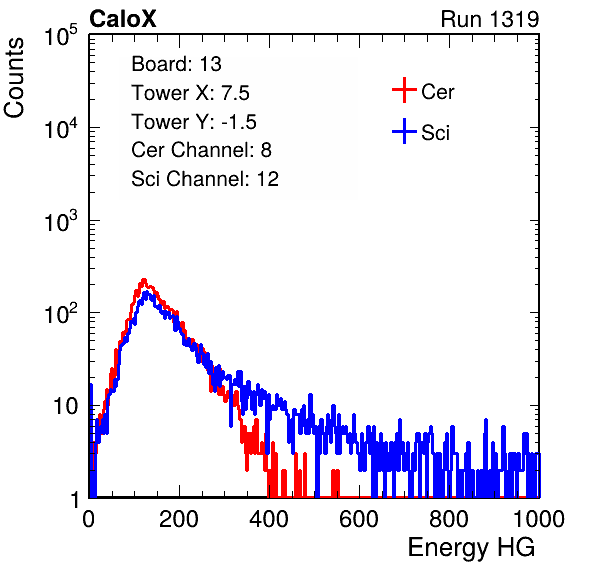 CaloX Run 1319
Counts
10^5
10^4
10^3
10^2
10
1
Board: 13
Tower X: 7.5
Tower Y: -1.5
Cer Channel: 8
Sci Channel: 12
Cer
Sci
0 200 400 600 800 1000
Energy HG